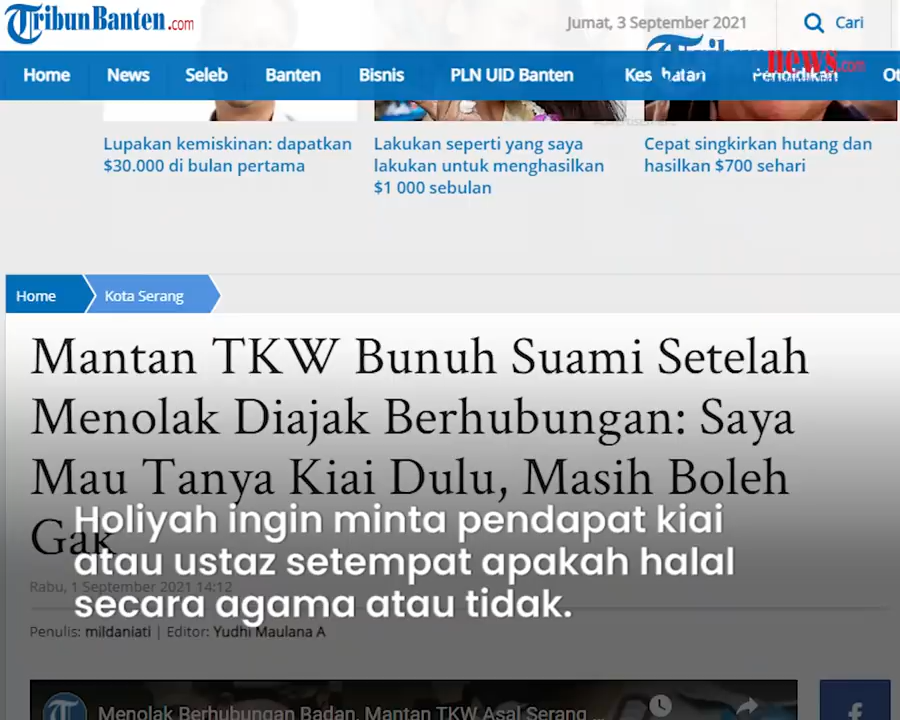 TribunBanten.com
Jumat, 3 September 2021
Cari
Tribunnews.com
Home News Seleb Banten Bisnis PLN UID Banten Kesehatan Pendidikan
Lupakan kemiskinan: dapatkan
$30.000 di bulan pertama
Lakukan seperti yang saya
lakukan untuk menghasilkan
$1 000 sebulan
Cepat singkirkan hutang dan
hasilkan $700 sehari
Home Kota Serang
Mantan TKW Bunuh Suami Setelah
Menolak Diajak Berhubungan: Saya
Mau Tanya Kiai Dulu, Masih Boleh
Gak
Holiyah ingin minta pendapat kiai
atau ustaz setempat apakah halal
secara agama atau tidak.
Rabu, 1 September 2021 14:12
Penulis: mildaniati | Editor: Yudhi Maulana A
Menolak Berhubungan Badan, Mantan TKW Asal Serang ...